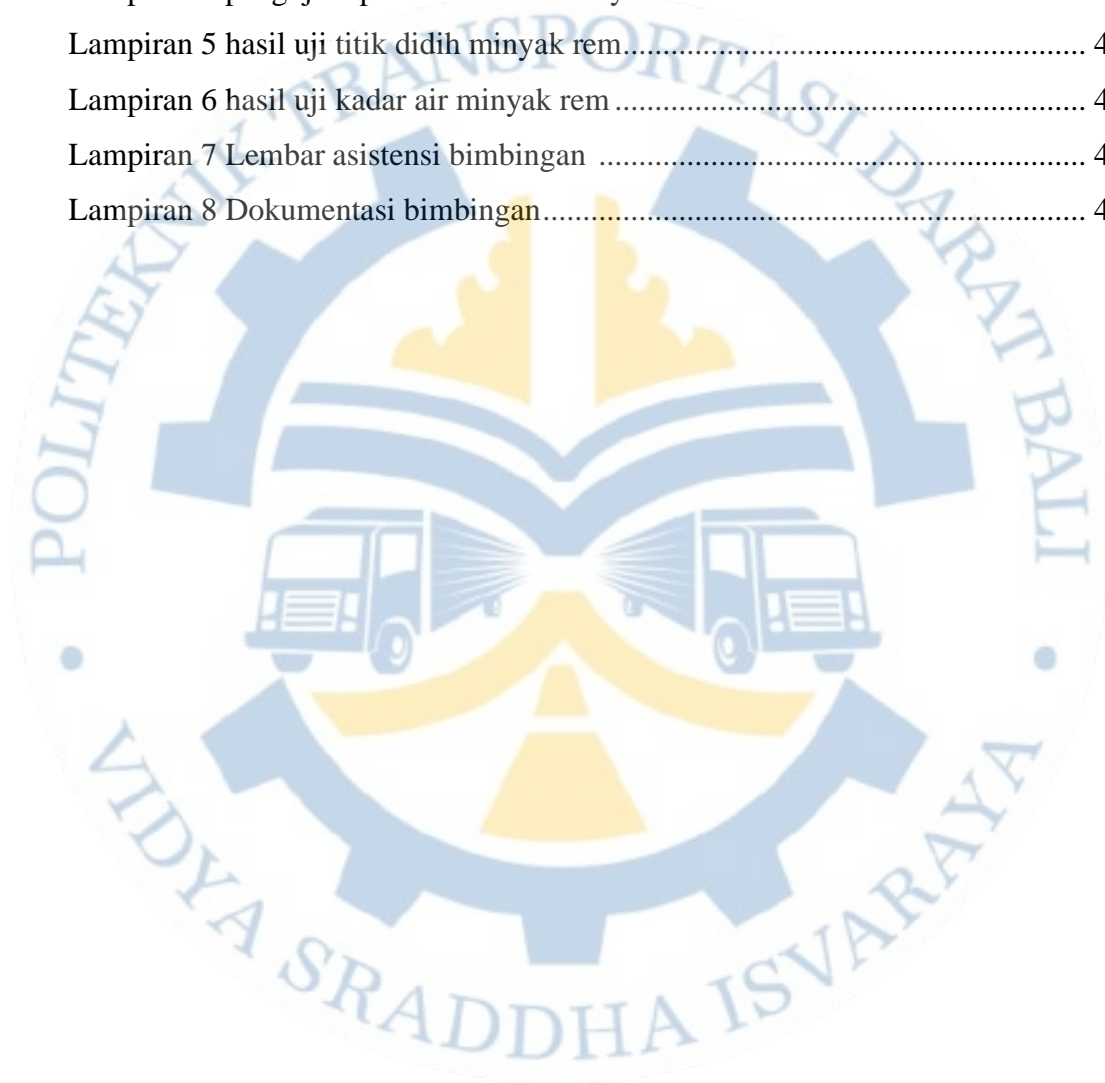 Lampiran 5 hasil uji titik didih minyak rem.......................................................... 4
Lampiran 6 hasil uji kadar air minyak rem ........................................................... 4
Lampiran 7 Lembar asistensi bimbingan ............................................................. 4
Lampiran 8 Dokumentasi bimbingan.................................................................... 4
POLITEKNIK TRANSPORTASI DARAT BALI
VIDYA SRADDHA ISVARAYA